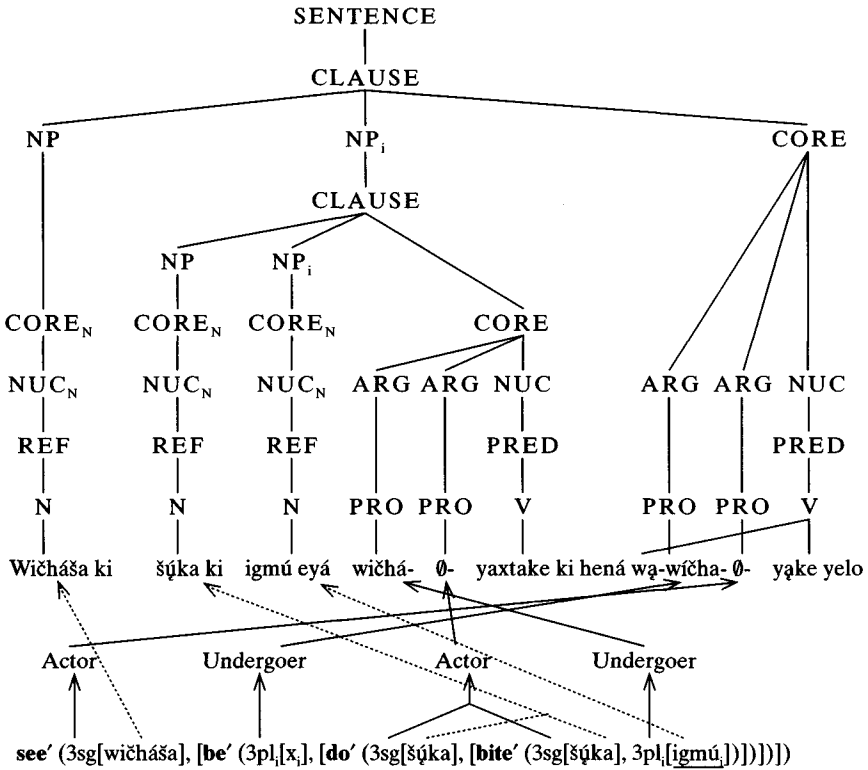 SENTENCE
CLAUSE
NP NPᵢ CORE
CLAUSE
NP NPᵢ
COREₙ COREₙ COREₙ CORE
NUCₙ NUCₙ NUCₙ ARG ARG NUC ARG ARG NUC
REF REF REF PRED PRED
N N N PRO PRO V PRO PRO V
Wičháša ki šų́ka ki igmú eyá wičhá- ∅- yaxtake ki hená wą-wíčha- ∅- yąke yelo
Actor Undergoer Actor Undergoer
see′ (3sg[wičháša], [be′ (3plᵢ[xᵢ], [do′ (3sg[šų́ka], [bite′ (3sg[šų́ka], 3plᵢ[igmúᵢ])])])])